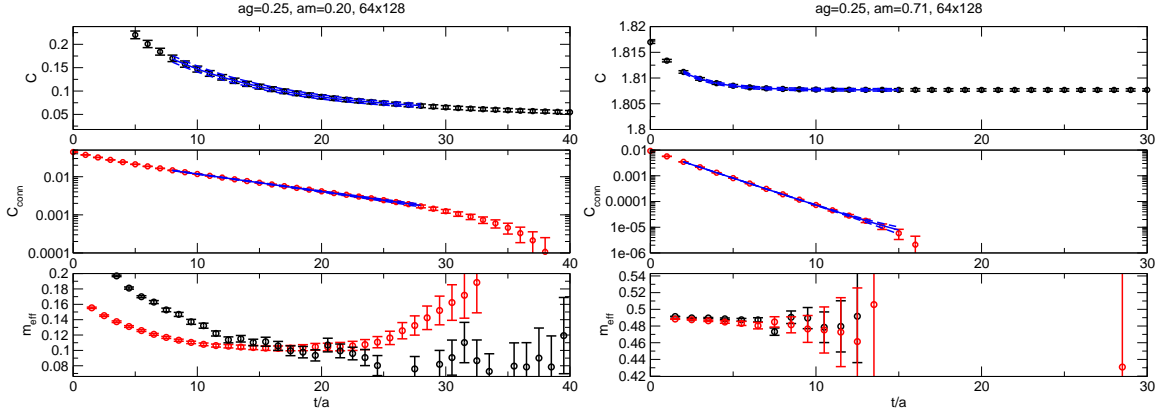 ag=0.25, am=0.20, 64x128
0.2
0.15
0.1
0.05
C
0 10 20 30 40
0.01
0.001
0.0001
C_conn
0 10 20 30 40
0.2
0.18
0.16
0.14
0.12
0.1
0.08
m_eff
0 10 20 30 40
t/a
ag=0.25, am=0.71, 64x128
1.82
1.815
1.81
1.805
1.8
C
0 10 20 30
0.01
0.001
0.0001
1e-05
1e-06
C_conn
0 10 20 30
0.54
0.52
0.5
0.48
0.46
0.44
0.42
m_eff
0 10 20 30
t/a